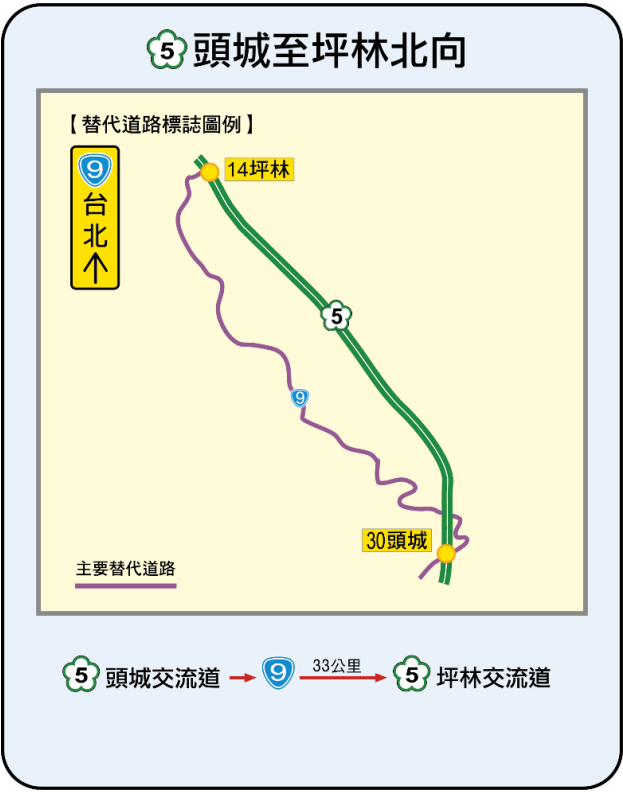 5 頭城至坪林北向
【替代道路標誌圖例】
9
台
北
14坪林
5
9
30頭城
主要替代道路
5 頭城交流道 9 33公里 5 坪林交流道